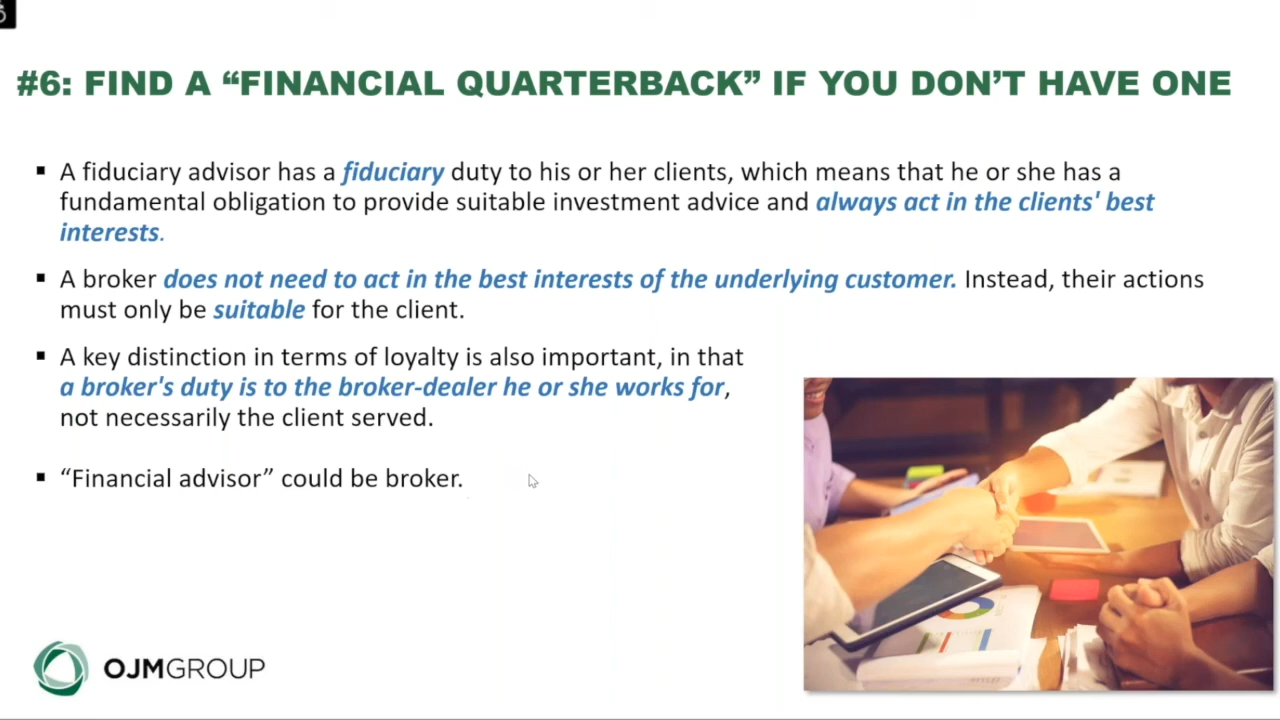 #6: FIND A “FINANCIAL QUARTERBACK” IF YOU DON’T HAVE ONE
▪ A fiduciary advisor has a fiduciary duty to his or her clients, which means that he or she has a
fundamental obligation to provide suitable investment advice and always act in the clients' best
interests.
▪ A broker does not need to act in the best interests of the underlying customer. Instead, their actions
must only be suitable for the client.
▪ A key distinction in terms of loyalty is also important, in that
a broker's duty is to the broker-dealer he or she works for,
not necessarily the client served.
▪ “Financial advisor” could be broker.
OJMGROUP